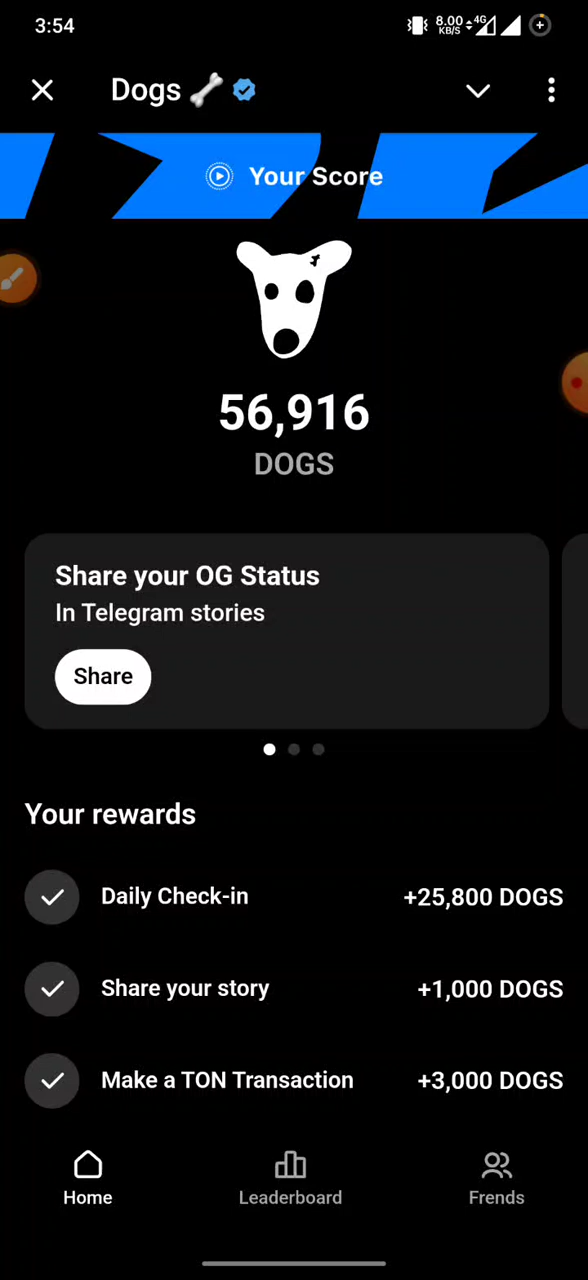 3:54
8.00 KB/S 4G
Dogs
Your Score
56,916
DOGS
Share your OG Status
In Telegram stories
Share
Your rewards
Daily Check-in +25,800 DOGS
Share your story +1,000 DOGS
Make a TON Transaction +3,000 DOGS
Home Leaderboard Frends